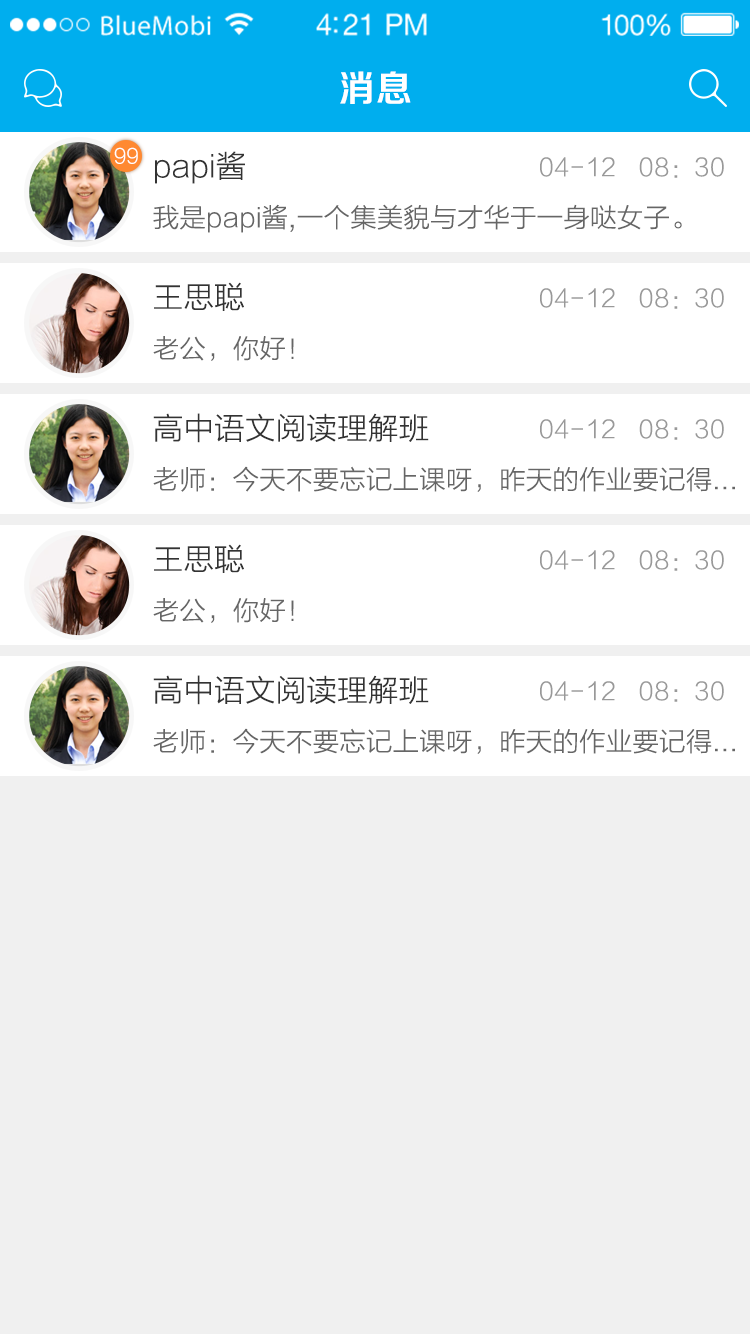 BlueMobi 4:21 PM 100%
消息
99
papi酱 04-12 08：30
我是papi酱,一个集美貌与才华于一身哒女子。
王思聪 04-12 08：30
老公，你好！
高中语文阅读理解班 04-12 08：30
老师：今天不要忘记上课呀，昨天的作业要记得...
王思聪 04-12 08：30
老公，你好！
高中语文阅读理解班 04-12 08：30
老师：今天不要忘记上课呀，昨天的作业要记得...